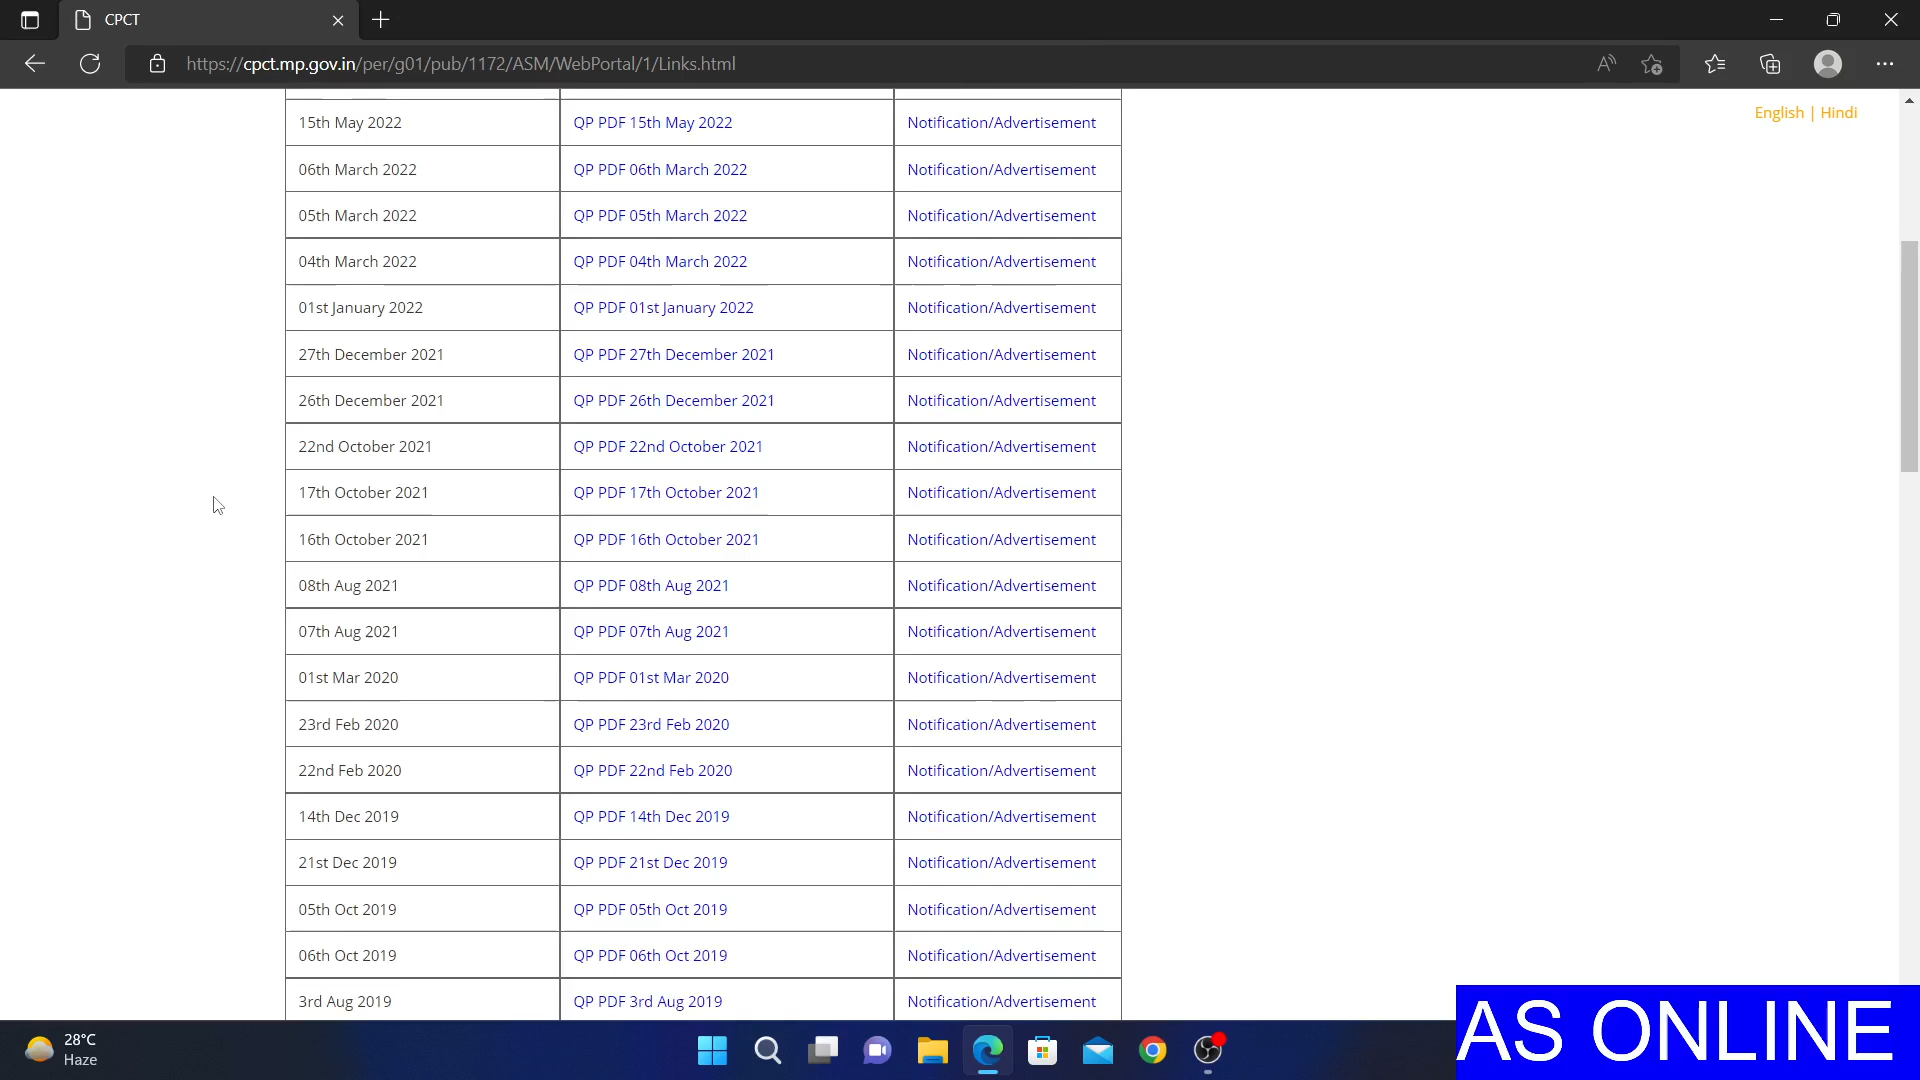 CPCT
https://cpct.mp.gov.in/per/g01/pub/1172/ASM/WebPortal/1/Links.html
English | Hindi
15th May 2022 QP PDF 15th May 2022 Notification/Advertisement
06th March 2022 QP PDF 06th March 2022 Notification/Advertisement
05th March 2022 QP PDF 05th March 2022 Notification/Advertisement
04th March 2022 QP PDF 04th March 2022 Notification/Advertisement
01st January 2022 QP PDF 01st January 2022 Notification/Advertisement
27th December 2021 QP PDF 27th December 2021 Notification/Advertisement
26th December 2021 QP PDF 26th December 2021 Notification/Advertisement
22nd October 2021 QP PDF 22nd October 2021 Notification/Advertisement
17th October 2021 QP PDF 17th October 2021 Notification/Advertisement
16th October 2021 QP PDF 16th October 2021 Notification/Advertisement
08th Aug 2021 QP PDF 08th Aug 2021 Notification/Advertisement
07th Aug 2021 QP PDF 07th Aug 2021 Notification/Advertisement
01st Mar 2020 QP PDF 01st Mar 2020 Notification/Advertisement
23rd Feb 2020 QP PDF 23rd Feb 2020 Notification/Advertisement
22nd Feb 2020 QP PDF 22nd Feb 2020 Notification/Advertisement
14th Dec 2019 QP PDF 14th Dec 2019 Notification/Advertisement
21st Dec 2019 QP PDF 21st Dec 2019 Notification/Advertisement
05th Oct 2019 QP PDF 05th Oct 2019 Notification/Advertisement
06th Oct 2019 QP PDF 06th Oct 2019 Notification/Advertisement
3rd Aug 2019 QP PDF 3rd Aug 2019 Notification/Advertisement
28°C
Haze
AS ONLINE